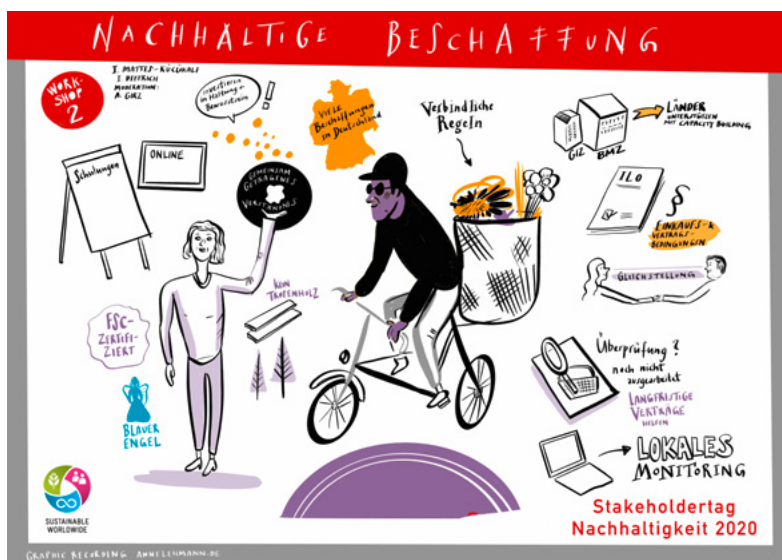 NACHHALTIGE BESCHAFFUNG
WORK-
SHOP
2
I. MATTES-KÜCÜKALI
S. DIETRICH
MODERATION:
A. GIRZ
investieren
in Haltung +
Bewusstsein
!
VIELE
Beschaffungen
in Deutschland
Verbindliche
Regeln
GIZ
BMZ
LÄNDER
UNTERSTÜTZEN
MIT CAPACITY BUILDING
Schulungen
ONLINE
GEMEINSAM
GETRAGENES
VERSTÄNDNIS
ILO
§
EINKAUFS- &
VERTRAGS-
BEDINGUNGEN
GLEICHSTELLUNG
KEIN
TROPENHOLZ
FSC-
ZERTIFI-
ZIERT
BLAUER
ENGEL
Überprüfung?
noch nicht
ausgearbeitet
LANGFRISTIGE
VERTRÄGE
HELFEN
LOKALES
MONITORING
SUSTAINABLE
WORLDWIDE
Stakeholdertag
Nachhaltigkeit 2020
GRAPHIC RECORDING ANNELEHMANN.DE